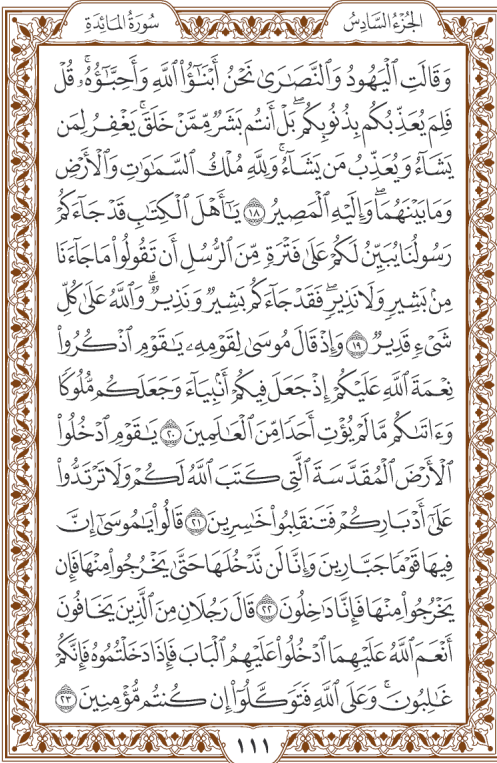 الجُزْءُ السَّادِسُ سُورَةُ المَائِدَةِ
وَقَالَتِ ٱلْيَهُودُ وَٱلنَّصَٰرَىٰ نَحْنُ أَبْنَٰٓؤُا۟ ٱللَّهِ وَأَحِبَّٰٓؤُهُۥۚ قُلْ
فَلِمَ يُعَذِّبُكُم بِذُنُوبِكُمۖ بَلْ أَنتُم بَشَرٌ مِّمَّنْ خَلَقَۚ يَغْفِرُ لِمَن
يَشَآءُ وَيُعَذِّبُ مَن يَشَآءُۚ وَلِلَّهِ مُلْكُ ٱلسَّمَٰوَٰتِ وَٱلْأَرْضِ
وَمَا بَيْنَهُمَاۖ وَإِلَيْهِ ٱلْمَصِيرُ ١٨ يَٰٓأَهْلَ ٱلْكِتَٰبِ قَدْ جَآءَكُمْ
رَسُولُنَا يُبَيِّنُ لَكُمْ عَلَىٰ فَتْرَةٍ مِّنَ ٱلرُّسُلِ أَن تَقُولُوا۟ مَا جَآءَنَا
مِنۢ بَشِيرٍ وَلَا نَذِيرٍۖ فَقَدْ جَآءَكُم بَشِيرٌ وَنَذِيرٌۗ وَٱللَّهُ عَلَىٰ كُلِّ
شَىْءٍ قَدِيرٌ ١٩ وَإِذْ قَالَ مُوسَىٰ لِقَوْمِهِۦ يَٰقَوْمِ ٱذْكُرُوا۟
نِعْمَةَ ٱللَّهِ عَلَيْكُمْ إِذْ جَعَلَ فِيكُمْ أَنۢبِيَآءَ وَجَعَلَكُم مُّلُوكًا
وَءَاتَىٰكُم مَّا لَمْ يُؤْتِ أَحَدًا مِّنَ ٱلْعَٰلَمِينَ ٢٠ يَٰقَوْمِ ٱدْخُلُوا۟
ٱلْأَرْضَ ٱلْمُقَدَّسَةَ ٱلَّتِى كَتَبَ ٱللَّهُ لَكُمْ وَلَا تَرْتَدُّوا۟
عَلَىٰٓ أَدْبَارِكُمْ فَتَنقَلِبُوا۟ خَٰسِرِينَ ٢١ قَالُوا۟ يَٰمُوسَىٰٓ إِنَّ
فِيهَا قَوْمًا جَبَّارِينَ وَإِنَّا لَن نَّدْخُلَهَا حَتَّىٰ يَخْرُجُوا۟ مِنْهَا فَإِن
يَخْرُجُوا۟ مِنْهَا فَإِنَّا دَٰخِلُونَ ٢٢ قَالَ رَجُلَانِ مِنَ ٱلَّذِينَ يَخَافُونَ
أَنْعَمَ ٱللَّهُ عَلَيْهِمَا ٱدْخُلُوا۟ عَلَيْهِمُ ٱلْبَابَ فَإِذَا دَخَلْتُمُوهُ فَإِنَّكُمْ
غَٰلِبُونَۚ وَعَلَى ٱللَّهِ فَتَوَكَّلُوٓا۟ إِن كُنتُم مُّؤْمِنِينَ ٢٣
١١١